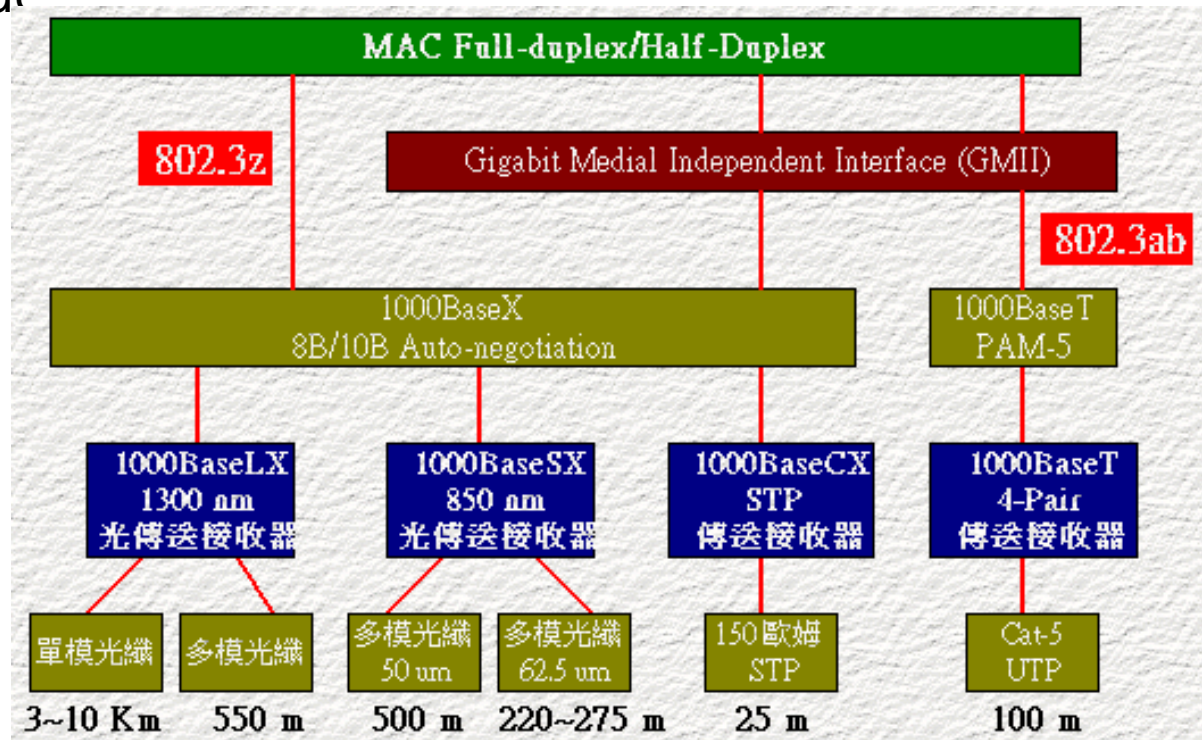 MAC Full-duplex/Half-Duplex
802.3z
Gigabit Medial Independent Interface (GMII)
802.3ab
1000BaseX
8B/10B Auto-negotiation
1000BaseT
PAM-5
1000BaseLX
1300 nm
光傳送接收器
1000BaseSX
850 nm
光傳送接收器
1000BaseCX
STP
傳送接收器
1000BaseT
4-Pair
傳送接收器
單模光纖
多模光纖
多模光纖
50 um
多模光纖
62.5 um
150歐姆
STP
Cat-5
UTP
3~10 Km
550 m
500 m
220~275 m
25 m
100 m